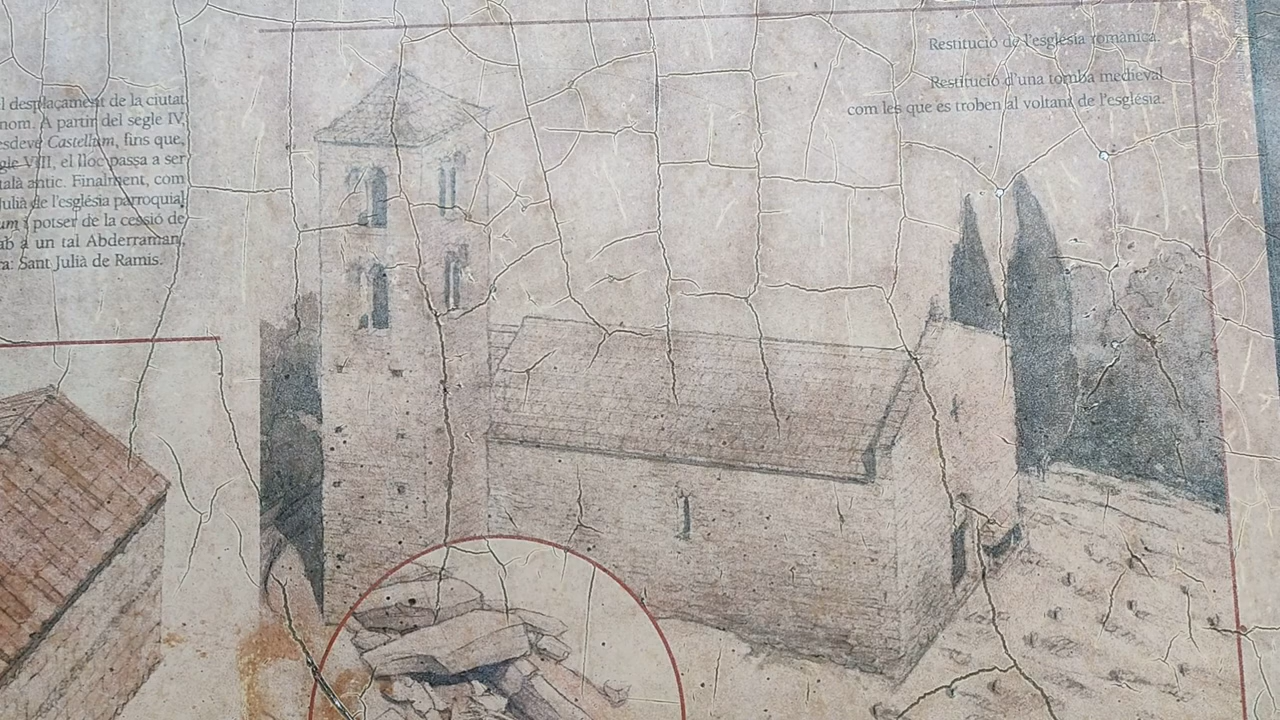 l desplaçament de la ciutat
nom. A partir del segle IV,
esdevé Castellum, fins que,
gle VIII, el lloc passa a ser
talà antic. Finalment, com
Julià de l'església parroquial
um i potser de la cessió de
ab a un tal Abderraman,
ra: Sant Julià de Ramis.
Restitució de l'església romànica.
Restitució d'una tomba medieval
com les que es troben al voltant de l'església.